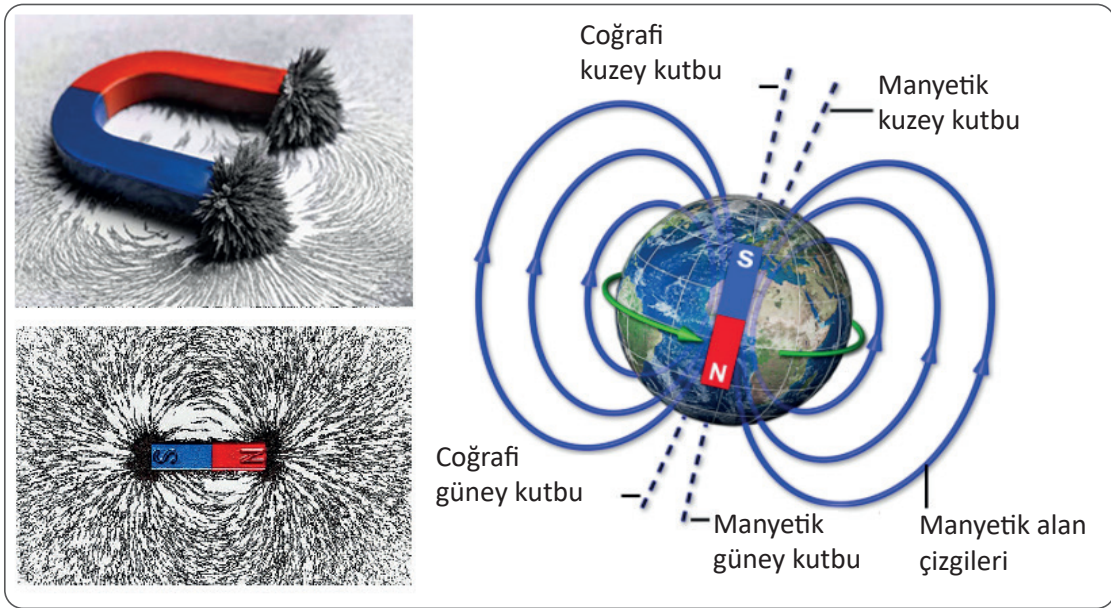 Coğrafi
kuzey kutbu
Manyetik
kuzey kutbu
S
N
S
N
Coğrafi
güney kutbu
Manyetik
güney kutbu
Manyetik alan
çizgileri